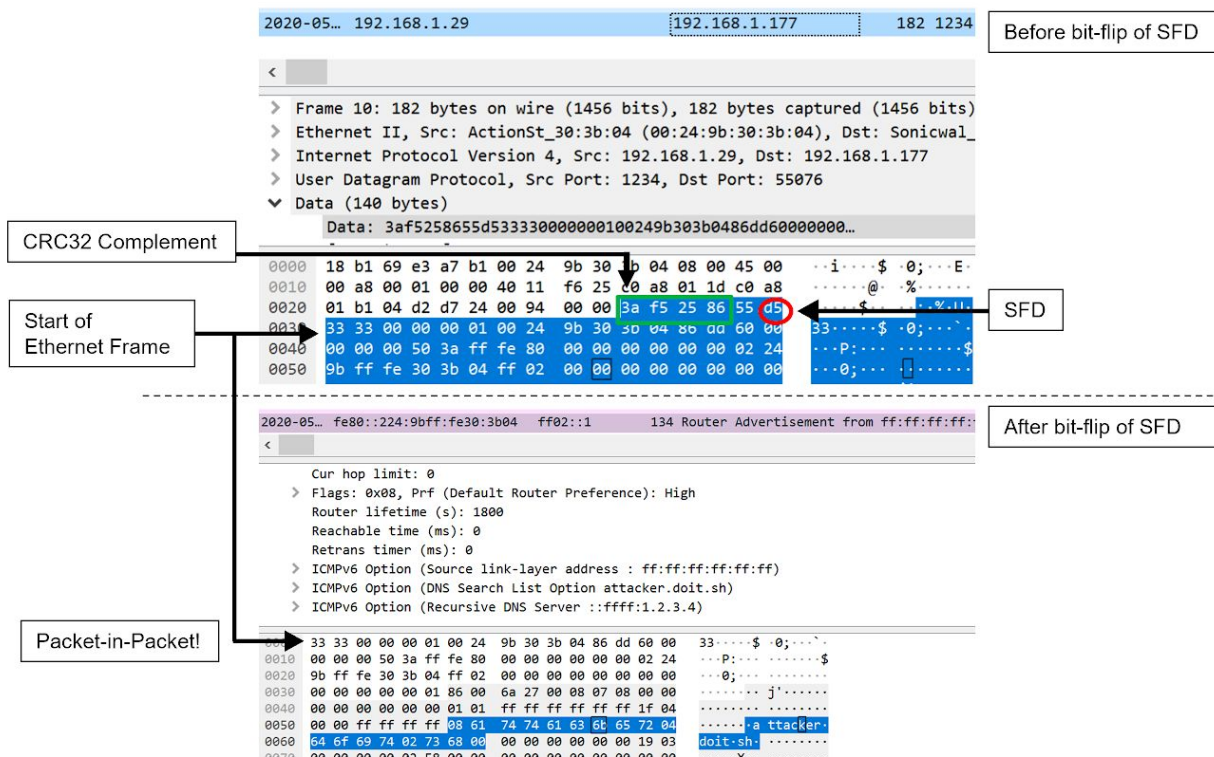 2020-05… 192.168.1.29 192.168.1.177 182 1234
Before bit-flip of SFD
<
> Frame 10: 182 bytes on wire (1456 bits), 182 bytes captured (1456 bits)
> Ethernet II, Src: ActionSt_30:3b:04 (00:24:9b:30:3b:04), Dst: Sonicwal_
> Internet Protocol Version 4, Src: 192.168.1.29, Dst: 192.168.1.177
> User Datagram Protocol, Src Port: 1234, Dst Port: 55076
Data (140 bytes)
Data: 3af5258655d533330000000100249b303b0486dd60000000…
CRC32 Complement
0000 18 b1 69 e3 a7 b1 00 24 9b 30 3b 04 08 00 45 00 ··i····$ ·0;···E·
0010 00 a8 00 01 00 00 40 11 f6 25 c0 a8 01 1d c0 a8 ······@· ·%······
0020 01 b1 04 d2 d7 24 00 94 00 00 3a f5 25 86 55 d5
SFD
Start of
Ethernet Frame
0030 33 33 00 00 00 01 00 24 9b 30 3b 04 86 dd 60 00 33·····$ ·0;···`·
0040 00 00 00 50 3a ff fe 80 00 00 00 00 00 00 02 24 ···P:··· ·······$
0050 9b ff fe 30 3b 04 ff 02 00 00 00 00 00 00 00 00 ···0;··· ········
2020-05… fe80::224:9bff:fe30:3b04 ff02::1 134 Router Advertisement from ff:ff:ff:ff:
After bit-flip of SFD
<
Cur hop limit: 0
> Flags: 0x08, Prf (Default Router Preference): High
Router lifetime (s): 1800
Reachable time (ms): 0
Retrans timer (ms): 0
> ICMPv6 Option (Source link-layer address : ff:ff:ff:ff:ff:ff)
> ICMPv6 Option (DNS Search List Option attacker.doit.sh)
> ICMPv6 Option (Recursive DNS Server ::ffff:1.2.3.4)
Packet-in-Packet!
33 33 00 00 00 01 00 24 9b 30 3b 04 86 dd 60 00 33·····$ ·0;···`·
0010 00 00 00 50 3a ff fe 80 00 00 00 00 00 00 02 24 ···P:··· ·······$
0020 9b ff fe 30 3b 04 ff 02 00 00 00 00 00 00 00 00 ···0;··· ········
0030 00 00 00 00 00 01 86 00 6a 27 00 08 07 08 00 00 ········ j'······
0040 00 00 00 00 00 00 01 01 ff ff ff ff ff ff 1f 04 ········ ········
0050 00 00 ff ff ff ff 08 61 74 74 61 63 6b 65 72 04 ·······a ttacker·
0060 64 6f 69 74 02 73 68 00 00 00 00 00 00 00 19 03 doit·sh· ········